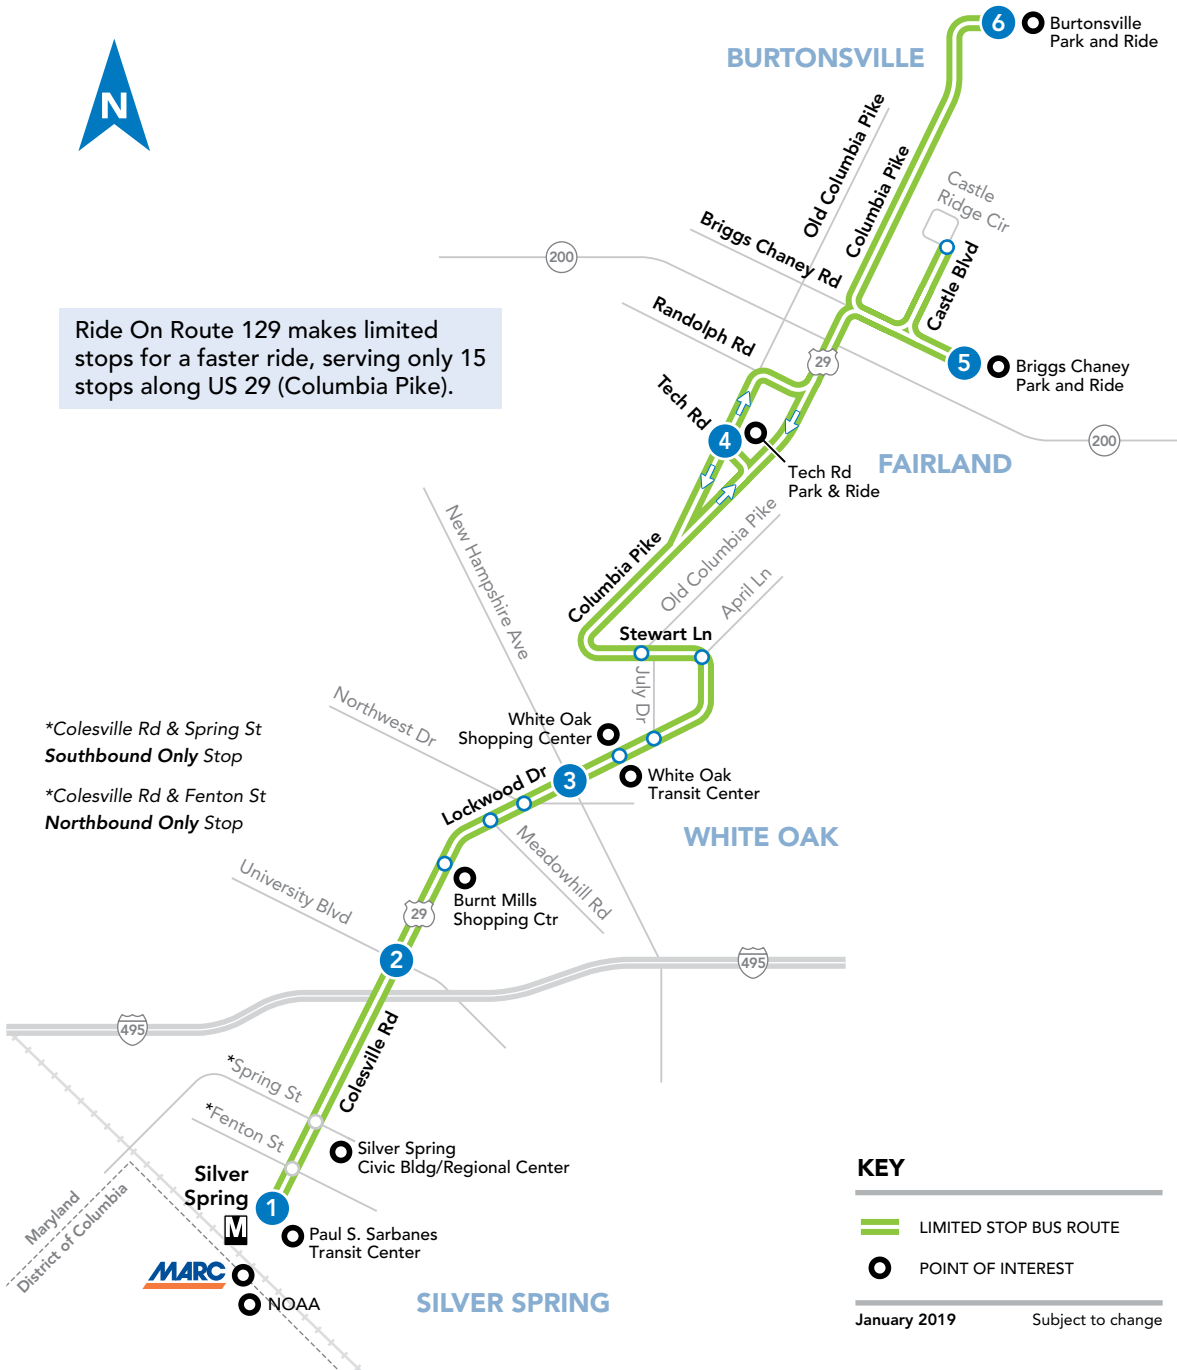 6
Burtonsville
Park and Ride
BURTONSVILLE
N
Old Columbia Pike
Columbia Pike
Castle
Ridge Cir
Briggs Chaney Rd
200
Castle Blvd
Randolph Rd
Ride On Route 129 makes limited
stops for a faster ride, serving only 15
stops along US 29 (Columbia Pike).
29
5
Briggs Chaney
Park and Ride
Tech Rd
4
200
FAIRLAND
Tech Rd
Park & Ride
New Hampshire Ave
Columbia Pike
Old Columbia Pike
April Ln
Stewart Ln
July Dr
Northwest Dr
White Oak
Shopping Center
*Colesville Rd & Spring St
Southbound Only Stop
*Colesville Rd & Fenton St
Northbound Only Stop
Lockwood Dr
3
White Oak
Transit Center
WHITE OAK
Meadowhill Rd
University Blvd
Burnt Mills
Shopping Ctr
29
2
495
495
Colesville Rd
*Spring St
*Fenton St
Silver Spring
Civic Bldg/Regional Center
Silver
Spring
1
M
Paul S. Sarbanes
Transit Center
Maryland
District of Columbia
MARC
NOAA
SILVER SPRING
KEY
LIMITED STOP BUS ROUTE
POINT OF INTEREST
January 2019
Subject to change